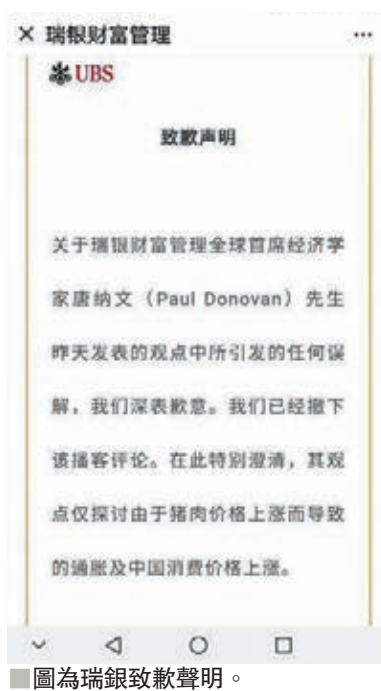 × 瑞银财富管理 ...
UBS
致歉声明
关于瑞银财富管理全球首席经济学
家唐纳文（Paul Donovan）先生
昨天发表的观点中所引发的任何误
解，我们深表歉意。我们已经撤下
该播客评论。在此特别澄清，其观
点仅探讨由于猪肉价格上涨而导致
的通胀及中国消费价格上涨。
■圖為瑞銀致歉聲明。